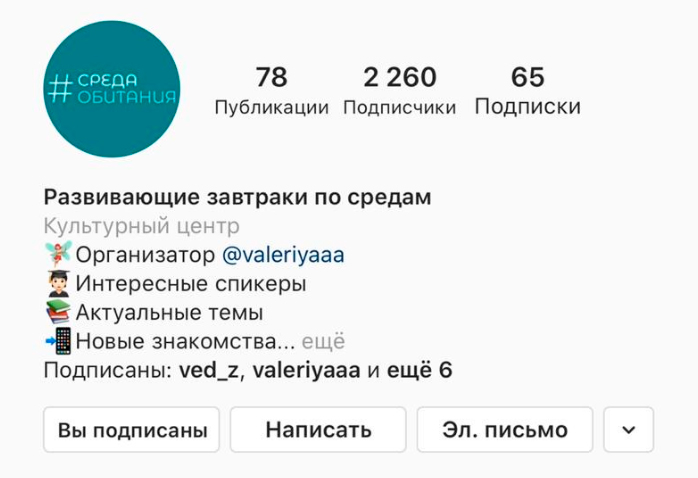 #СРЕДА
ОБИТАНИЯ
78 2 260 65
Публикации Подписчики Подписки
Развивающие завтраки по средам
Культурный центр
Организатор @valeriyaaa
Интересные спикеры
Актуальные темы
Новые знакомства... ещё
Подписаны: ved_z, valeriyaaa и ещё 6
Вы подписаны Написать Эл. письмо